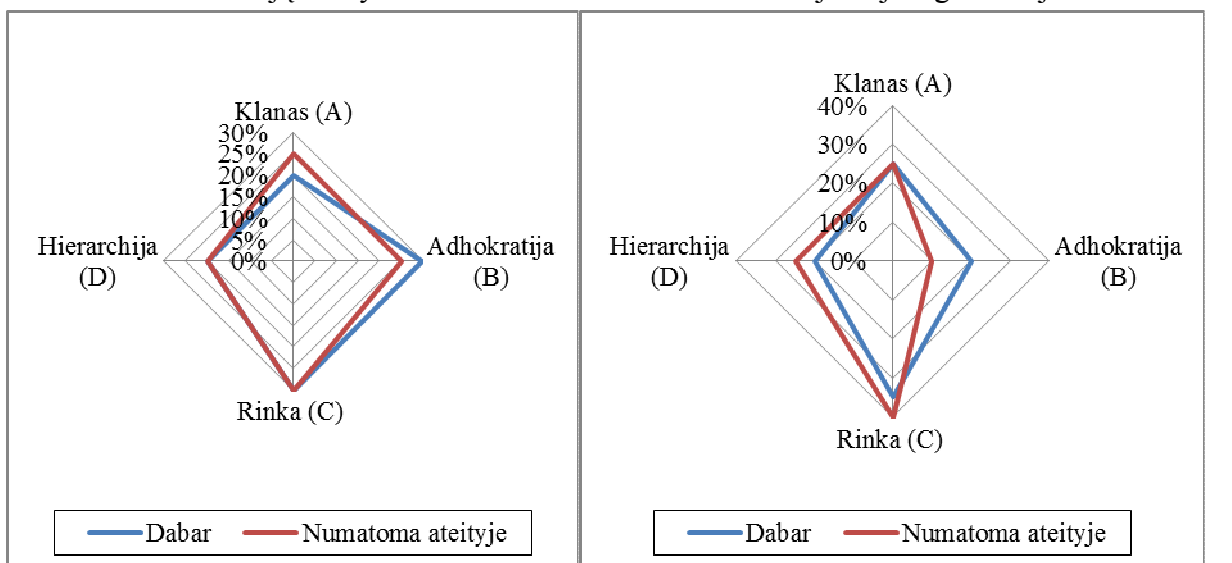 Klanas (A)
30%
25%
20%
15%
10%
5%
0%
Hierarchija
(D)
Adhokratija
(B)
Rinka (C)
Dabar
Numatoma ateityje
Klanas (A)
40%
30%
20%
10%
0%
Hierarchija
(D)
Adhokratija
(B)
Rinka (C)
Dabar
Numatoma ateityje